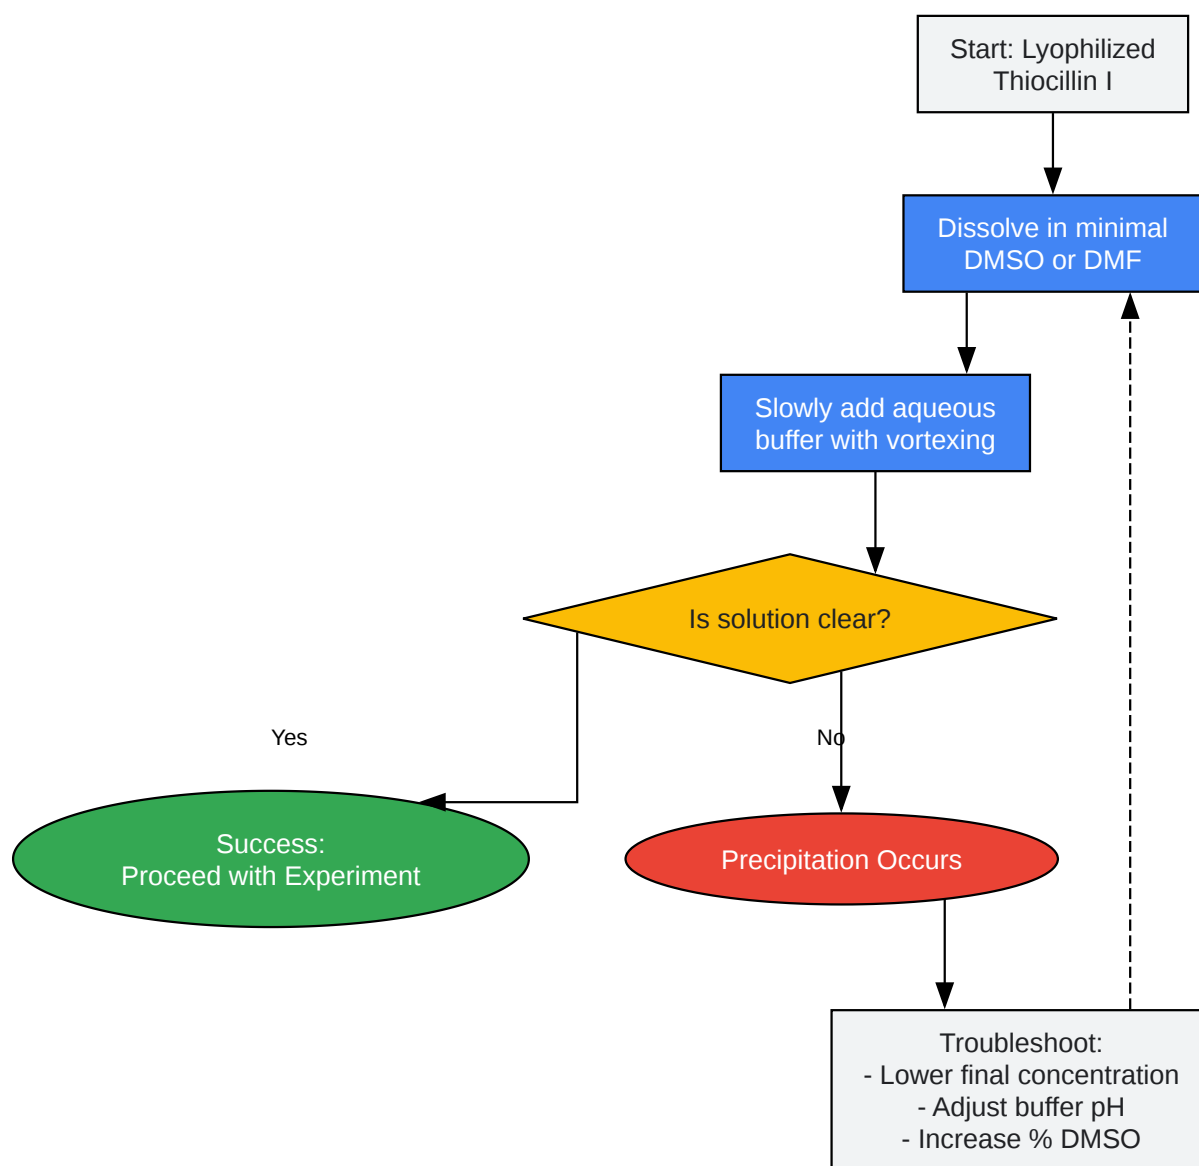 Start: Lyophilized
Thiocillin I
Dissolve in minimal
DMSO or DMF
Slowly add aqueous
buffer with vortexing
Is solution clear?
Yes
No
Success:
Proceed with Experiment
Precipitation Occurs
Troubleshoot:
- Lower final concentration
- Adjust buffer pH
- Increase % DMSO